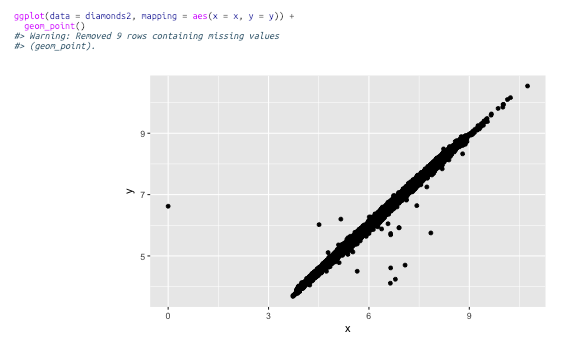 ggplot(data = diamonds2, mapping = aes(x = x, y = y)) +
  geom_point()
#> Warning: Removed 9 rows containing missing values
#> (geom_point).
9
7
5
y
0 3 6 9
x